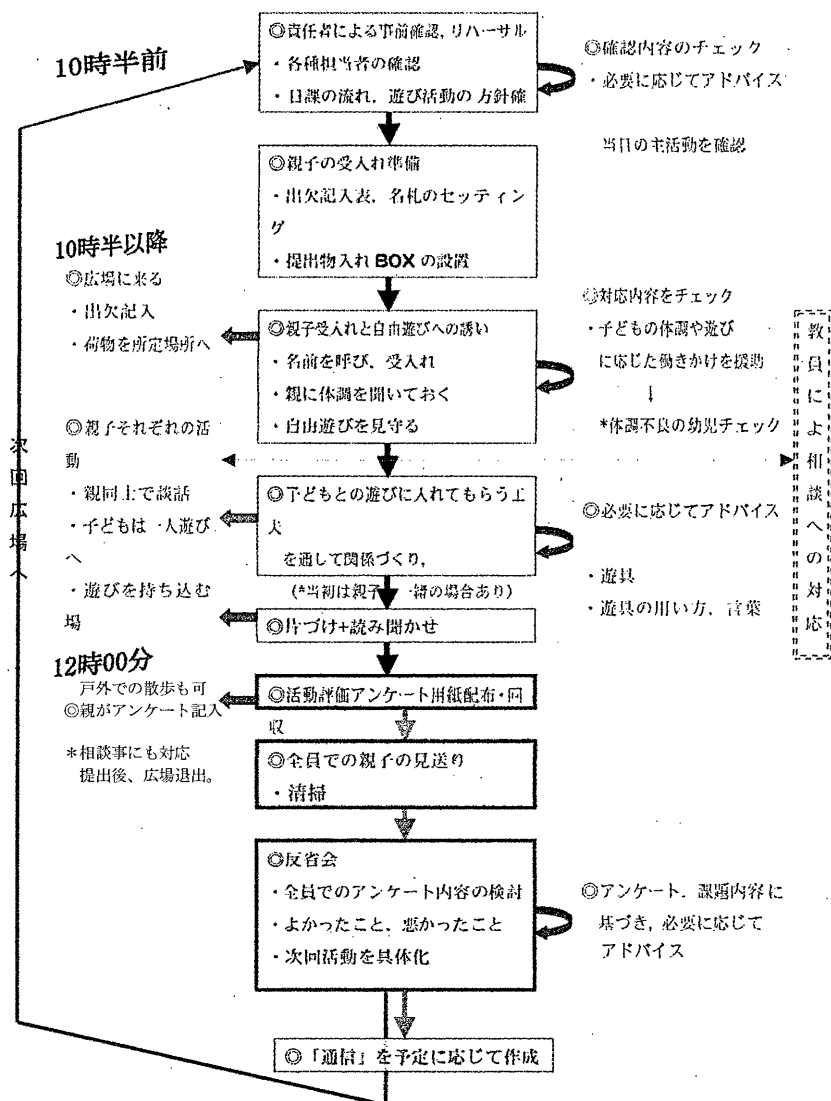 10時半前
◎責任者による事前確認, リハーサル
・各種担当者の確認
・日課の流れ, 遊び活動の 方針確
◎確認内容のチェック
・必要に応じてアドバイス
当日の主活動を確認
◎親子の受入れ準備
・出欠記入表, 名札のセッティン
グ
・提出物入れ BOX の設置
10時半以降
◎広場に来る
・出欠記入
・荷物を所定場所へ
◎親子受入れと自由遊びへの誘い
・名前を呼び、受入れ
・親に体調を聞いておく
・自由遊びを見守る
◎対応内容をチェック
・子どもの体調や遊び
に応じた働きかけを援助
↓
*体調不良の幼児チェック
教員によ相談への対応
◎親子それぞれの活
動
・親同士で談話
・子どもは一人遊び
へ
・遊びを持ち込む
場
◎子どもとの遊びに入れてもらう工
夫
を通して関係づくり,
(*当初は親子 一緒の場合あり)
◎必要に応じてアドバイス
・遊具
・遊具の用い方, 言葉
◎片づけ+読み聞かせ
12時00分
戸外での散歩も可
◎親がアンケート記入
*相談事にも対応
提出後、広場退出。
◎活動評価アンケート用紙配布・回
収
◎全員での親子の見送り
・清掃
◎反省会
・全員でのアンケート内容の検討
・よかったこと, 悪かったこと
・次回活動を具体化
◎アンケート, 課題内容に
基づき, 必要に応じて
アドバイス
◎「通信」を予定に応じて作成
次回広場へ